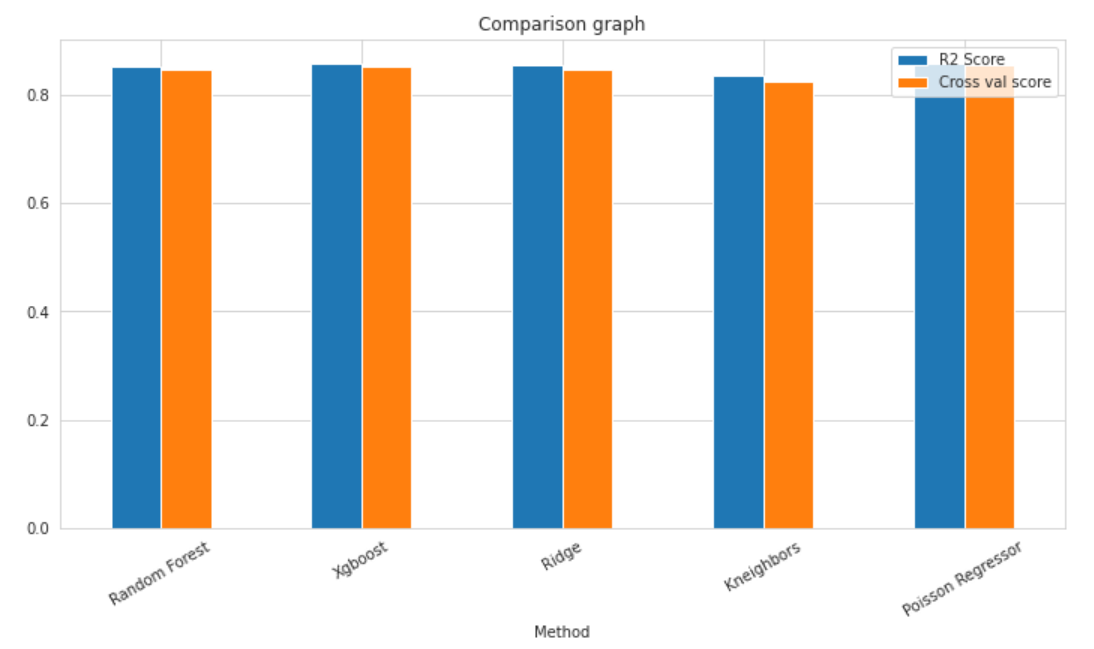 Comparison graph
R2 Score
Cross val score
0.8
0.6
0.4
0.2
0.0
Random Forest
Xgboost
Ridge
Kneighbors
Poisson Regressor
Method